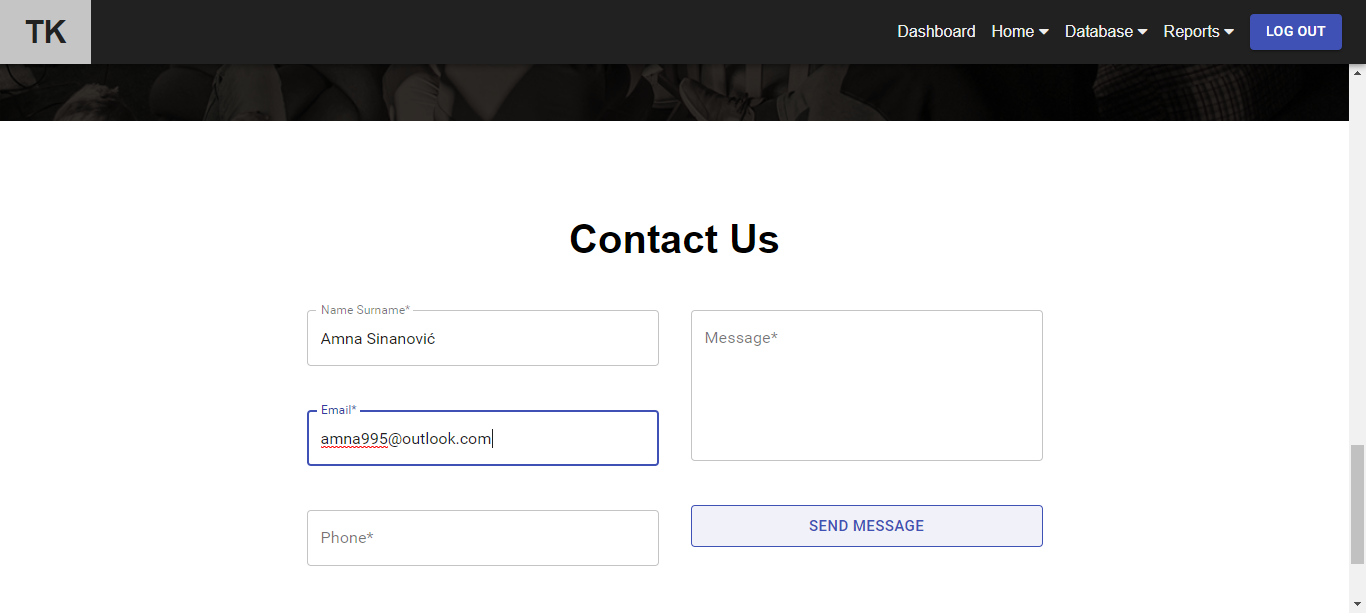 TK
Dashboard Home Database Reports LOG OUT
Contact Us
Name Surname*
Amna Sinanović
Email*
amna995@outlook.com
Phone*
Message*
SEND MESSAGE